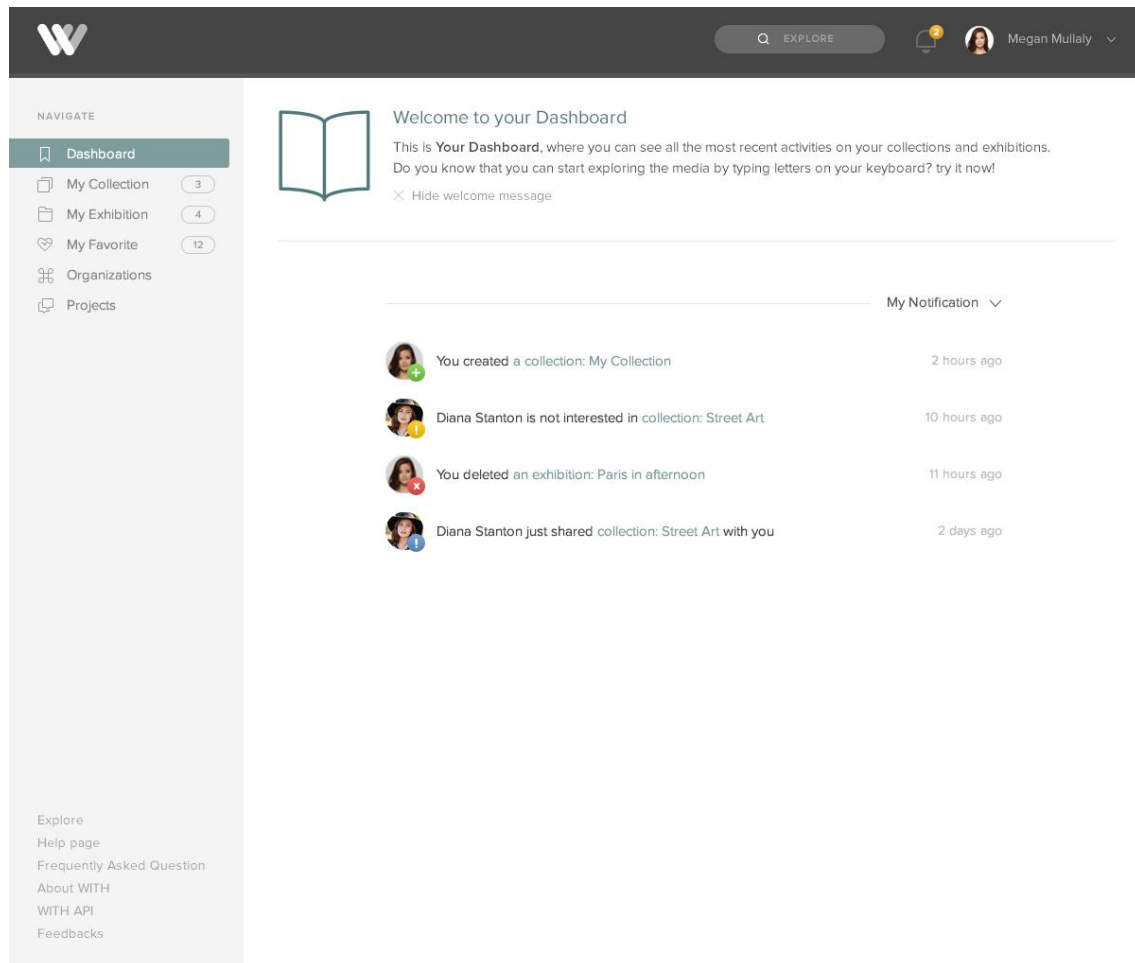 EXPLORE
2
Megan Mullaly
NAVIGATE
Dashboard
My Collection 3
My Exhibition 4
My Favorite 12
Organizations
Projects
Welcome to your Dashboard
This is Your Dashboard, where you can see all the most recent activities on your collections and exhibitions.
Do you know that you can start exploring the media by typing letters on your keyboard? try it now!
Hide welcome message
My Notification
You created a collection: My Collection 2 hours ago
Diana Stanton is not interested in collection: Street Art 10 hours ago
You deleted an exhibition: Paris in afternoon 11 hours ago
Diana Stanton just shared collection: Street Art with you 2 days ago
Explore
Help page
Frequently Asked Question
About WITH
WITH API
Feedbacks